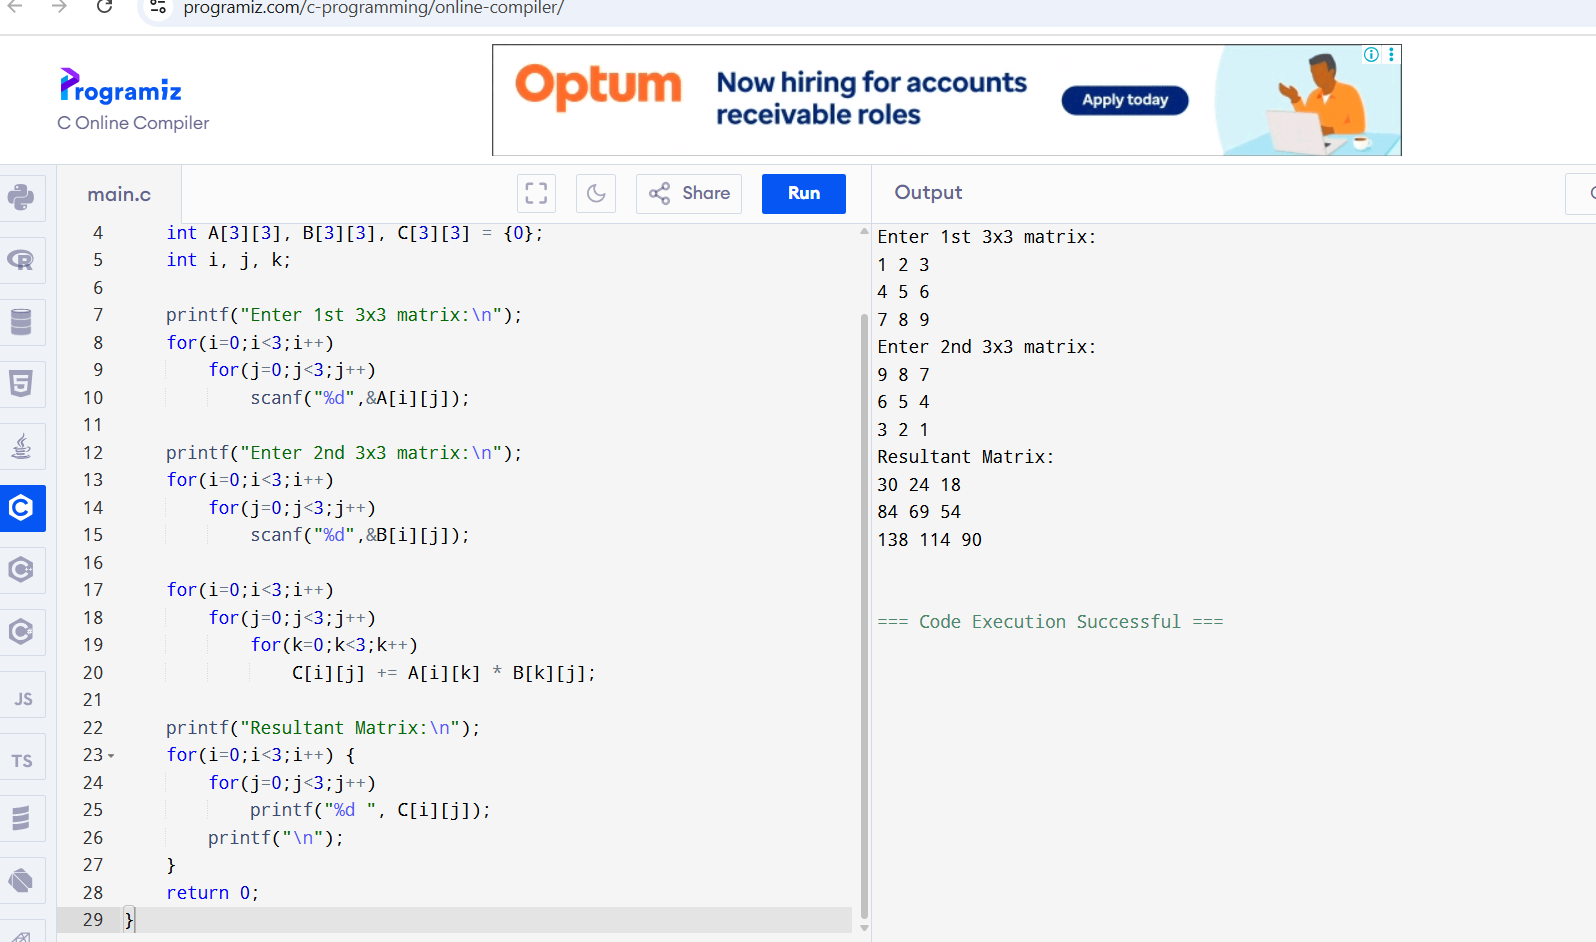 programiz.com/c-programming/online-compiler/
Programiz
C Online Compiler
Optum
Now hiring for accounts
receivable roles
Apply today
main.c
Share
Run
Output
4 int A[3][3], B[3][3], C[3][3] = {0};
5 int i, j, k;
6
7 printf("Enter 1st 3x3 matrix:\n");
8 for(i=0;i<3;i++)
9 for(j=0;j<3;j++)
10 scanf("%d",&A[i][j]);
11
12 printf("Enter 2nd 3x3 matrix:\n");
13 for(i=0;i<3;i++)
14 for(j=0;j<3;j++)
15 scanf("%d",&B[i][j]);
16
17 for(i=0;i<3;i++)
18 for(j=0;j<3;j++)
19 for(k=0;k<3;k++)
20 C[i][j] += A[i][k] * B[k][j];
21
22 printf("Resultant Matrix:\n");
23 for(i=0;i<3;i++) {
24 for(j=0;j<3;j++)
25 printf("%d ", C[i][j]);
26 printf("\n");
27 }
28 return 0;
29 }
Enter 1st 3x3 matrix:
1 2 3
4 5 6
7 8 9
Enter 2nd 3x3 matrix:
9 8 7
6 5 4
3 2 1
Resultant Matrix:
30 24 18
84 69 54
138 114 90
=== Code Execution Successful ===
JS
TS